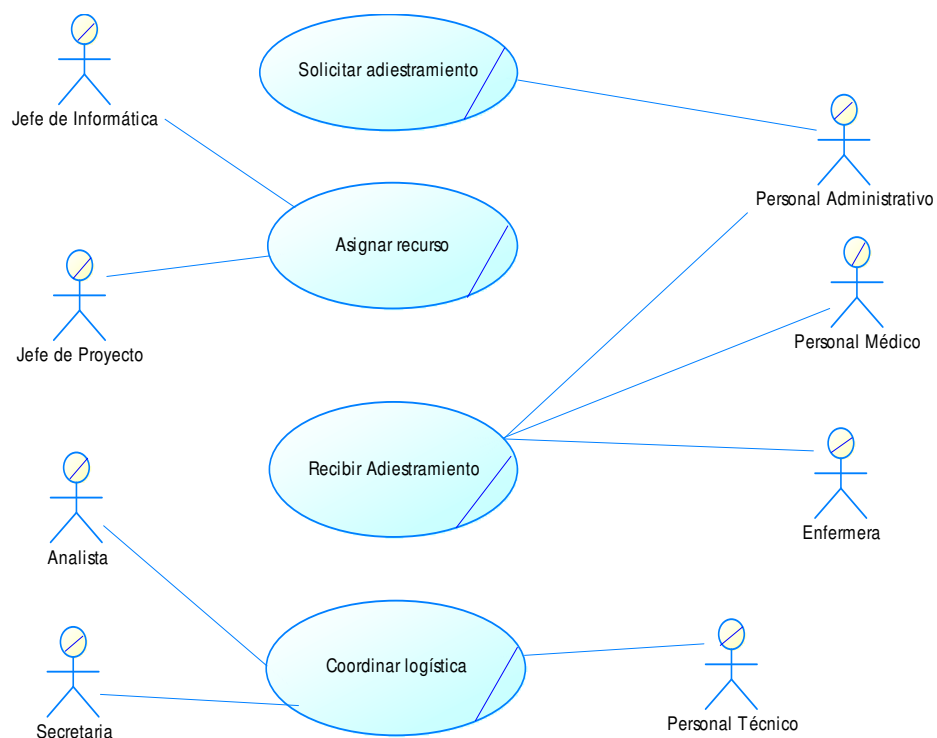 Solicitar adiestramiento
Jefe de Informática
Personal Administrativo
Asignar recurso
Personal Médico
Jefe de Proyecto
Recibir Adiestramiento
Enfermera
Analista
Coordinar logística
Personal Técnico
Secretaria